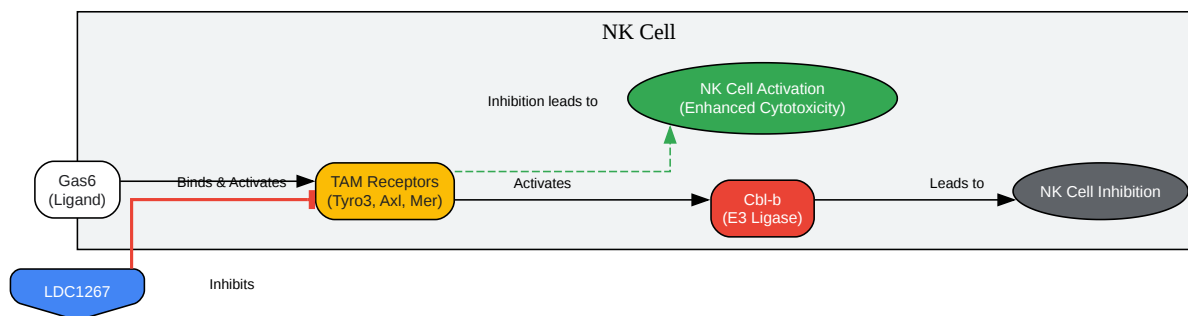 NK Cell
NK Cell Activation
(Enhanced Cytotoxicity)
Inhibition leads to
Gas6
(Ligand)
Binds & Activates
TAM Receptors
(Tyro3, Axl, Mer)
Activates
Cbl-b
(E3 Ligase)
Leads to
NK Cell Inhibition
LDC1267
Inhibits